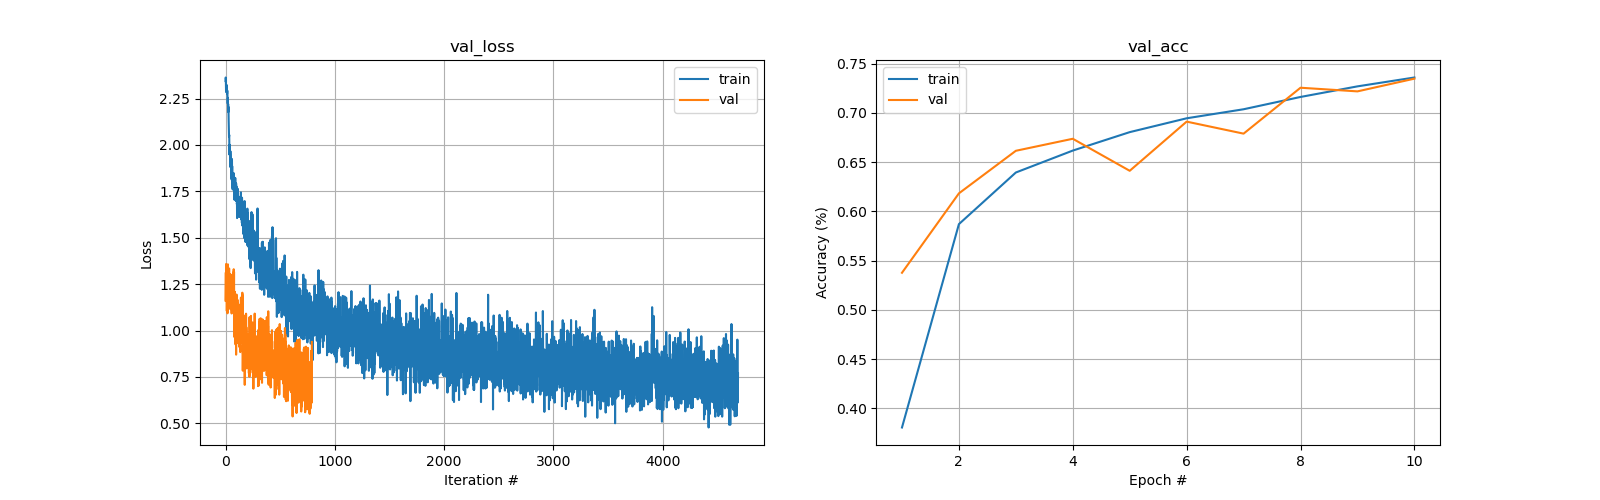 val_loss
train
val
2.25
2.00
1.75
1.50
1.25
1.00
0.75
0.50
Loss
0
1000
2000
3000
4000
Iteration #
val_acc
train
val
0.75
0.70
0.65
0.60
0.55
0.50
0.45
0.40
Accuracy (%)
2
4
6
8
10
Epoch #